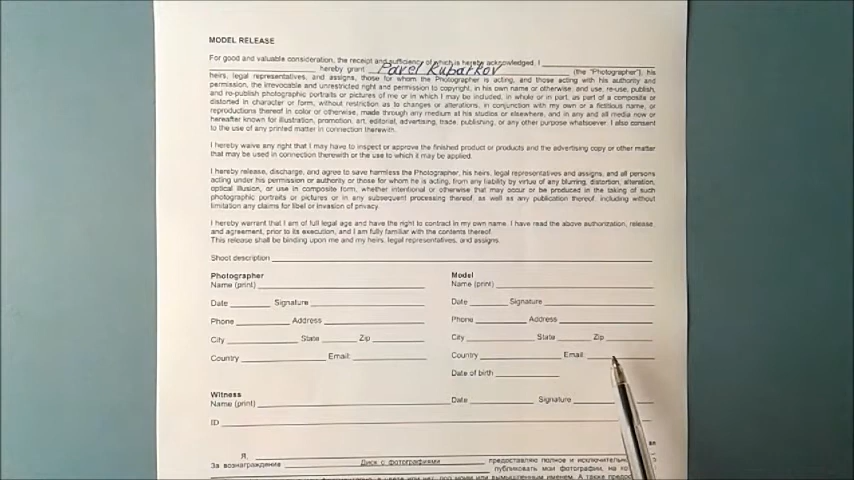 MODEL RELEASE
For good and valuable consideration, the receipt and sufficiency of which is hereby acknowledged, I
hereby grant Pavel Kubarkov (the "Photographer"), his
heirs, legal representatives, and assigns, those for whom the Photographer is acting, and those acting with his authority and
permission, the irrevocable and unrestricted right and permission to copyright, in his own name or otherwise, and use, re-use, publish,
and re-publish photographic portraits or pictures of me or in which I may be included, in whole or in part, as part of a composite or
distorted in character or form, without restriction as to changes or alterations, in conjunction with my own or a fictitious name, or
reproductions thereof in color or otherwise, made through any medium at his studios or elsewhere, and in any and all media now or
hereafter known for illustration, promotion, art, editorial, advertising, trade, publishing, or any other purpose whatsoever. I also consent
to the use of any printed matter in connection therewith.
I hereby waive any right that I may have to inspect or approve the finished product or products and the advertising copy or other matter
that may be used in connection therewith or the use to which it may be applied.
I hereby release, discharge, and agree to save harmless the Photographer, his heirs, legal representatives and assigns, and all persons
acting under his permission or authority or those for whom he is acting, from any liability by virtue of any blurring, distortion, alteration,
optical illusion, or use in composite form, whether intentional or otherwise that may occur or be produced in the taking of such
photographic portraits or pictures or in any subsequent processing thereof, as well as any publication thereof, including without
limitation any claims for libel or invasion of privacy.
I hereby warrant that I am of full legal age and have the right to contract in my own name. I have read the above authorization, release
and agreement, prior to its execution, and I am fully familiar with the contents thereof.
This release shall be binding upon me and my heirs, legal representatives, and assigns.
Shoot description
Photographer Model
Name (print) Name (print)
Date Signature Date Signature
Phone Address Phone Address
City State Zip City State Zip
Country Email: Country Email:
Date of birth
Witness
Name (print) Date Signature
ID
Я,
За вознаграждение Диск с фотографиями предоставляю полное и исключительно
публиковать мои фотографии, на